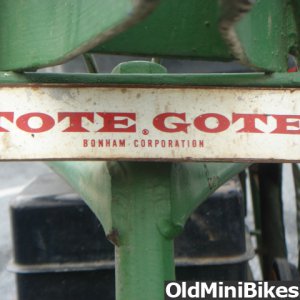 TOTE ® GOTE
BONHAM CORPORATION
OldMiniBikes